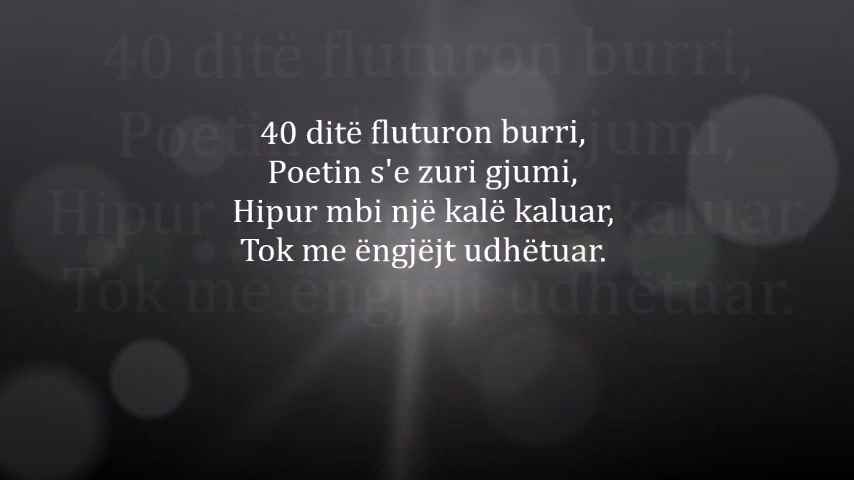 40 ditë fluturon burri,
Poetin s'e zuri gjumi,
Hipur mbi një kalë kaluar,
Tok me ëngjëjt udhëtuar.